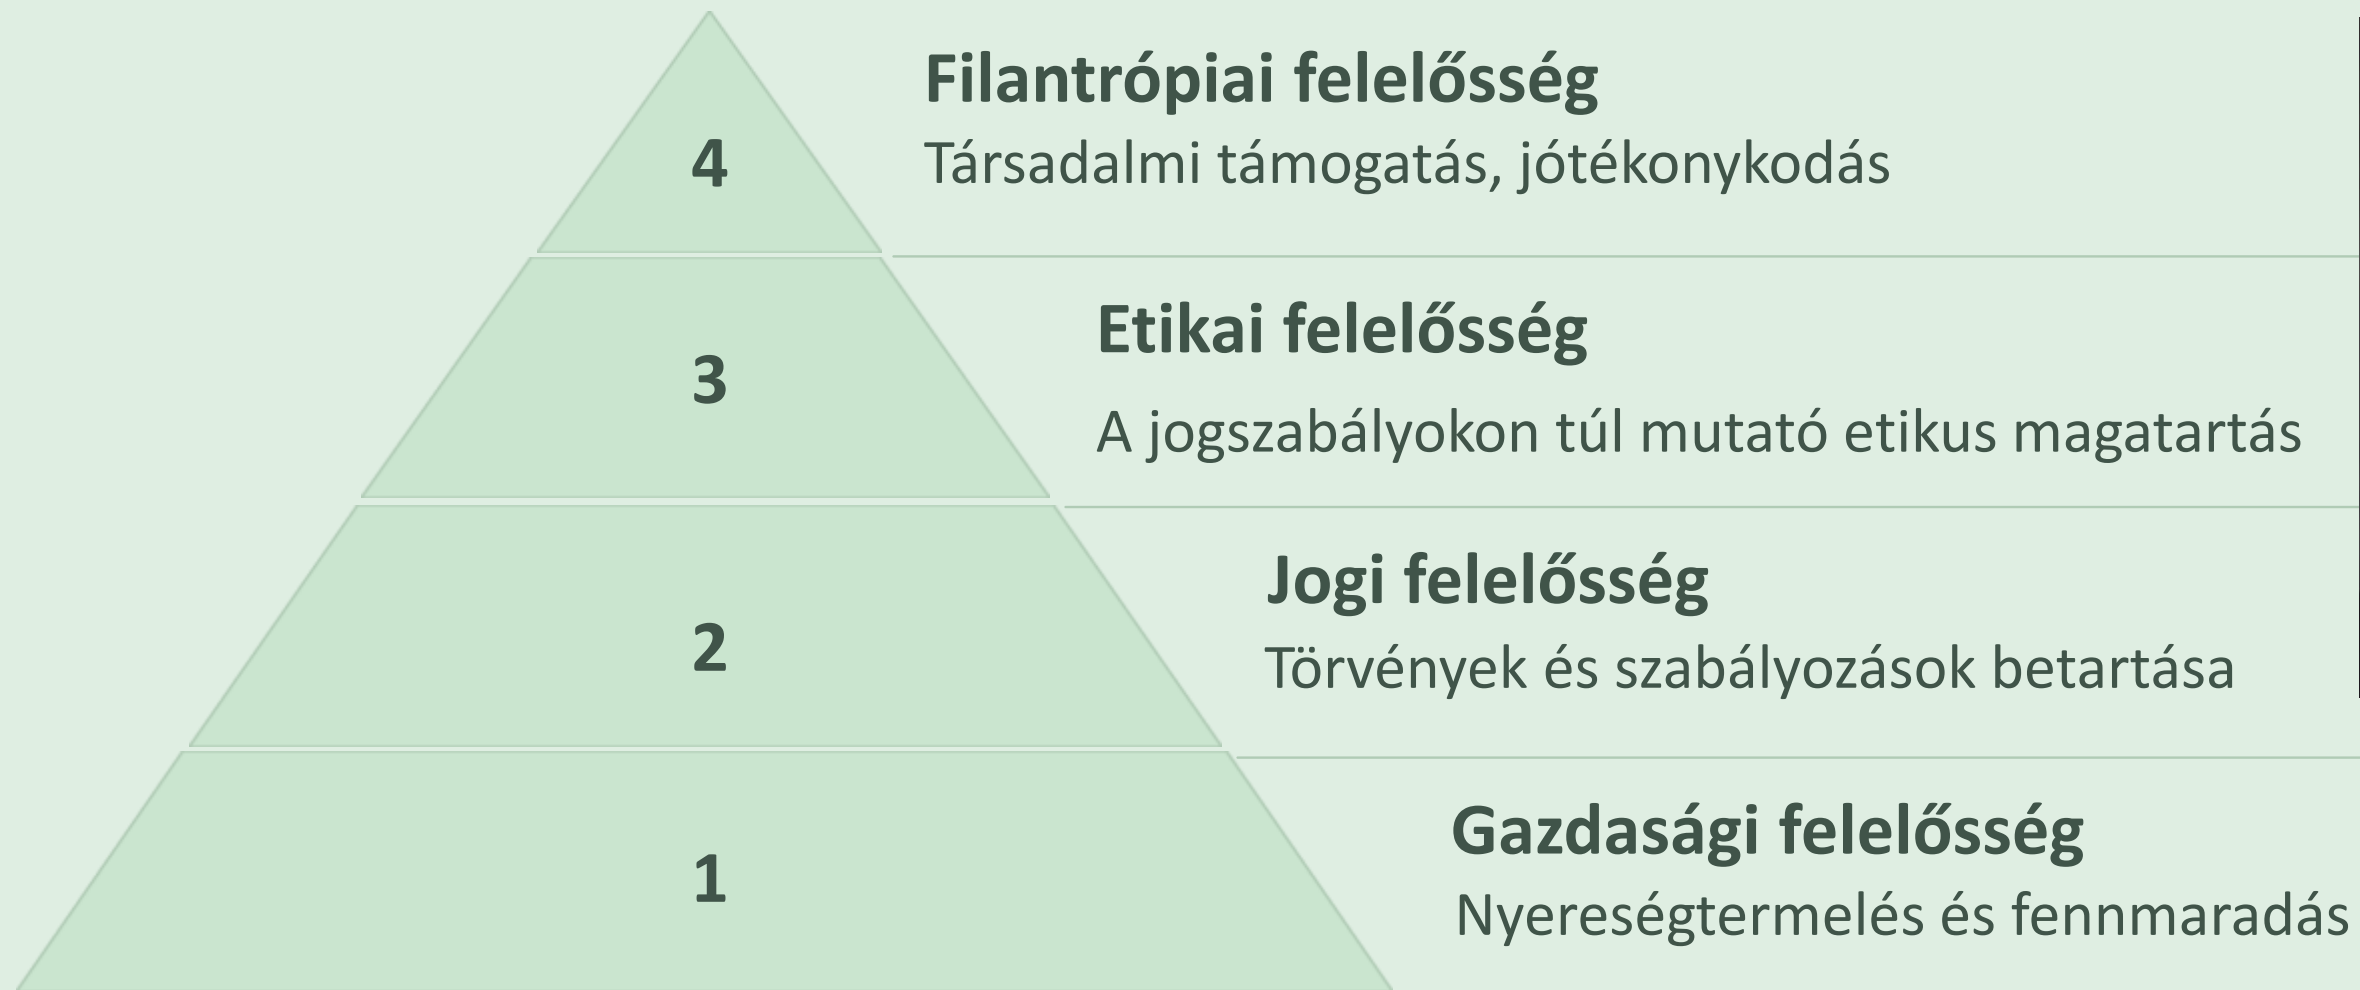 4
Filantrópiai felelősség
Társadalmi támogatás, jótékonykodás
3
Etikai felelősség
A jogszabályokon túl mutató etikus magatartás
2
Jogi felelősség
Törvények és szabályozások betartása
1
Gazdasági felelősség
Nyereségtermelés és fennmaradás